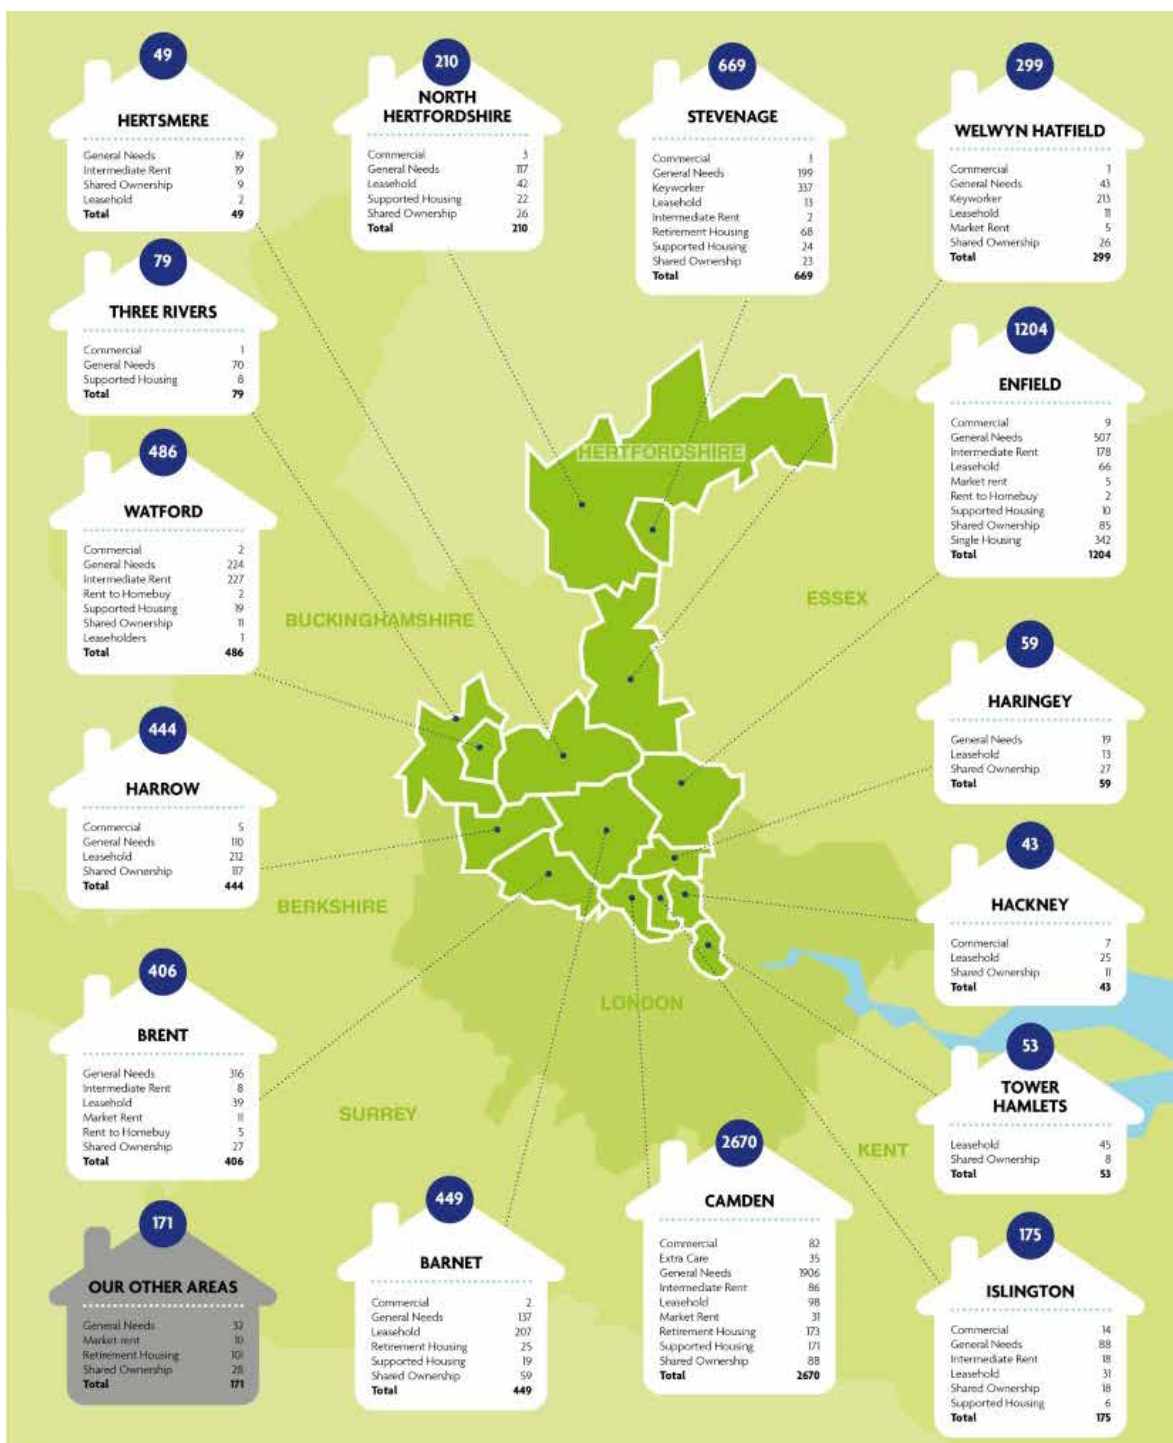 49
HERTSMERE
General Needs 19
Intermediate Rent 19
Shared Ownership 9
Leasehold 2
Total 49
210
NORTH
HERTFORDSHIRE
Commercial 3
General Needs 117
Leasehold 42
Supported Housing 22
Shared Ownership 26
Total 210
669
STEVENAGE
Commercial
General Needs 199
Keyworker 337
Leasehold 13
Intermediate Rent 2
Retirement Housing 68
Supported Housing 24
Shared Ownership 23
Total 669
299
WELWYN HATFIELD
Commercial 1
General Needs 43
Keyworker 213
Leasehold 11
Market Rent 5
Shared Ownership 26
Total 299
79
THREE RIVERS
Commercial 1
General Needs 70
Supported Housing 8
Total 79
1204
ENFIELD
Commercial 9
General Needs 507
Intermediate Rent 178
Leasehold 66
Market rent 5
Rent to Homebuy 2
Supported Housing 10
Shared Ownership 85
Single Housing 342
Total 1204
486
WATFORD
Commercial 2
General Needs 224
Intermediate Rent 227
Rent to Homebuy 2
Supported Housing 19
Shared Ownership 11
Leaseholders 1
Total 486
HERTFORDSHIRE
ESSEX
BUCKINGHAMSHIRE
59
HARINGEY
General Needs 19
Leasehold 13
Shared Ownership 27
Total 59
444
HARROW
Commercial 5
General Needs 110
Leasehold 212
Shared Ownership 117
Total 444
43
HACKNEY
Commercial 7
Leasehold 25
Shared Ownership 11
Total 43
BERKSHIRE
LONDON
406
BRENT
General Needs 316
Intermediate Rent 8
Leasehold 39
Market Rent 11
Rent to Homebuy 5
Shared Ownership 27
Total 406
53
TOWER
HAMLETS
Leasehold 45
Shared Ownership 8
Total 53
SURREY
KENT
171
OUR OTHER AREAS
General Needs 32
Market rent 10
Retirement Housing 101
Shared Ownership 28
Total 171
449
BARNET
Commercial 2
General Needs 137
Leasehold 207
Retirement Housing 25
Supported Housing 19
Shared Ownership 59
Total 449
2670
CAMDEN
Commercial 82
Extra Care 35
General Needs 1906
Intermediate Rent 86
Leasehold 98
Market Rent 31
Retirement Housing 173
Supported Housing 171
Shared Ownership 88
Total 2670
175
ISLINGTON
Commercial 14
General Needs 88
Intermediate Rent 18
Leasehold 31
Shared Ownership 18
Supported Housing 6
Total 175